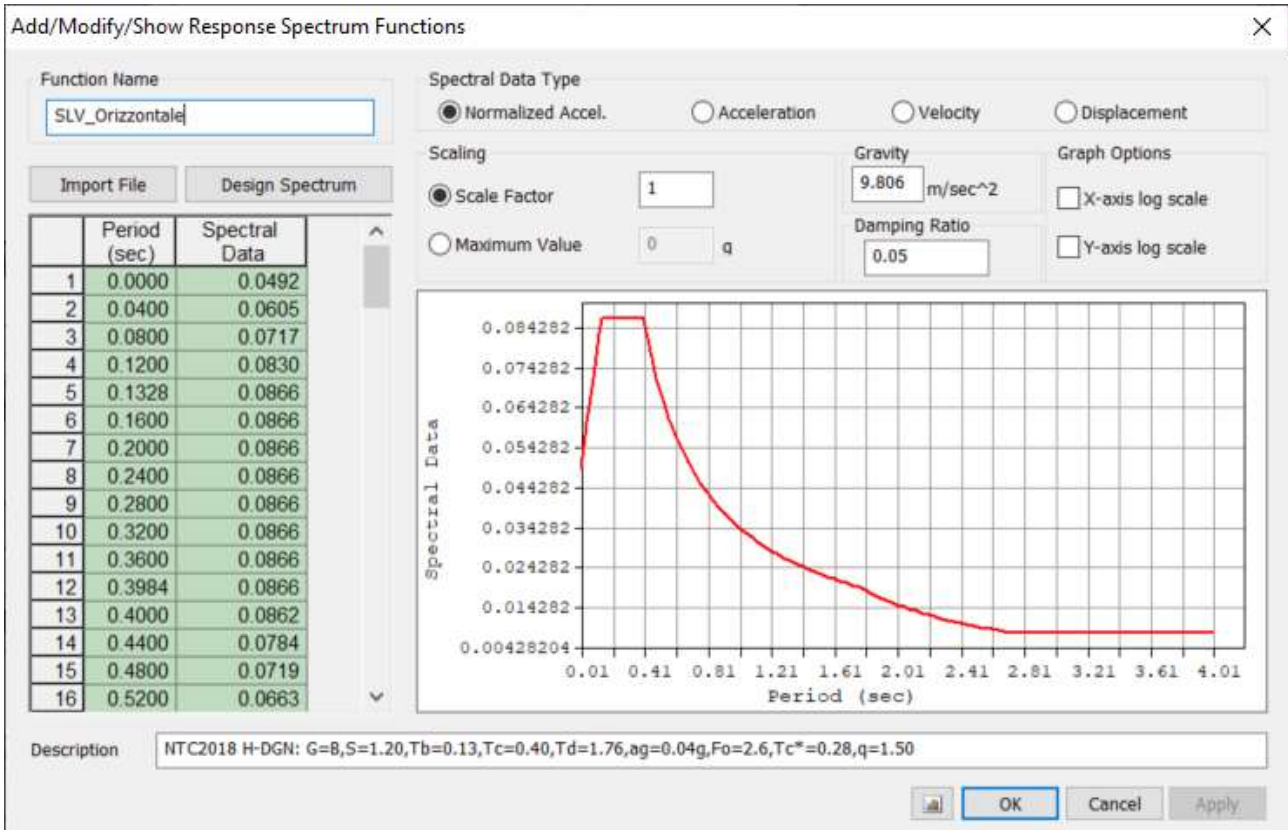 Add/Modify/Show Response Spectrum Functions
Function Name
SLV_Orizzontale
Import File
Design Spectrum
Period (sec) Spectral Data
1 0.0000 0.0492
2 0.0400 0.0605
3 0.0800 0.0717
4 0.1200 0.0830
5 0.1328 0.0866
6 0.1600 0.0866
7 0.2000 0.0866
8 0.2400 0.0866
9 0.2800 0.0866
10 0.3200 0.0866
11 0.3600 0.0866
12 0.3984 0.0866
13 0.4000 0.0862
14 0.4400 0.0784
15 0.4800 0.0719
16 0.5200 0.0663
Spectral Data Type
Normalized Accel. Acceleration Velocity Displacement
Scaling
Scale Factor 1
Maximum Value 0 g
Gravity
9.806 m/sec^2
Damping Ratio
0.05
Graph Options
X-axis log scale
Y-axis log scale
Spectral Data
0.084282
0.074282
0.064282
0.054282
0.044282
0.034282
0.024282
0.014282
0.00428204
0.01 0.41 0.81 1.21 1.61 2.01 2.41 2.81 3.21 3.61 4.01
Period (sec)
Description NTC2018 H-DGN: G=B,S=1.20,Tb=0.13,Tc=0.40,Td=1.76,ag=0.04g,Fo=2.6,Tc*=0.28,q=1.50
OK Cancel Apply